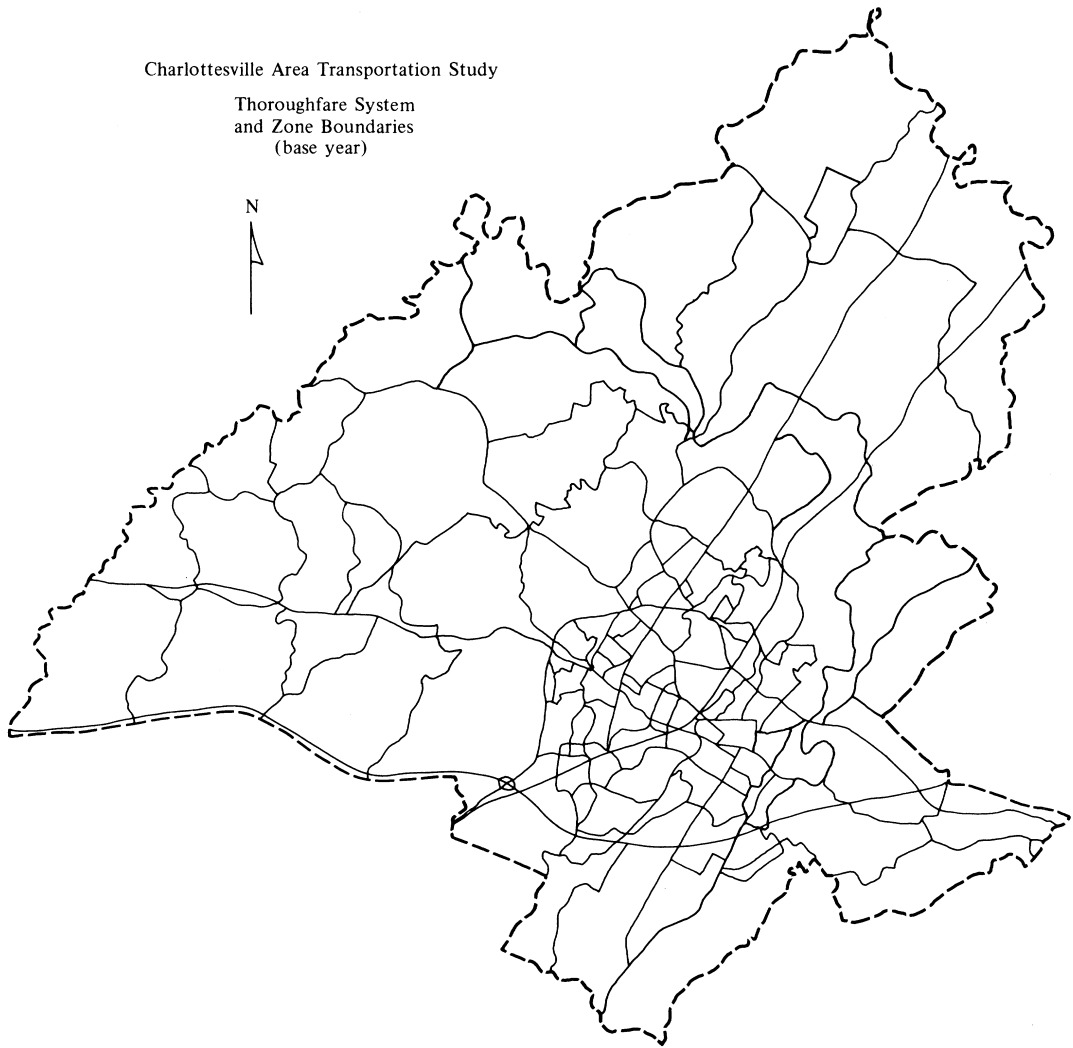 Charlottesville Area Transportation Study
Thoroughfare System
and Zone Boundaries
(base year)
N